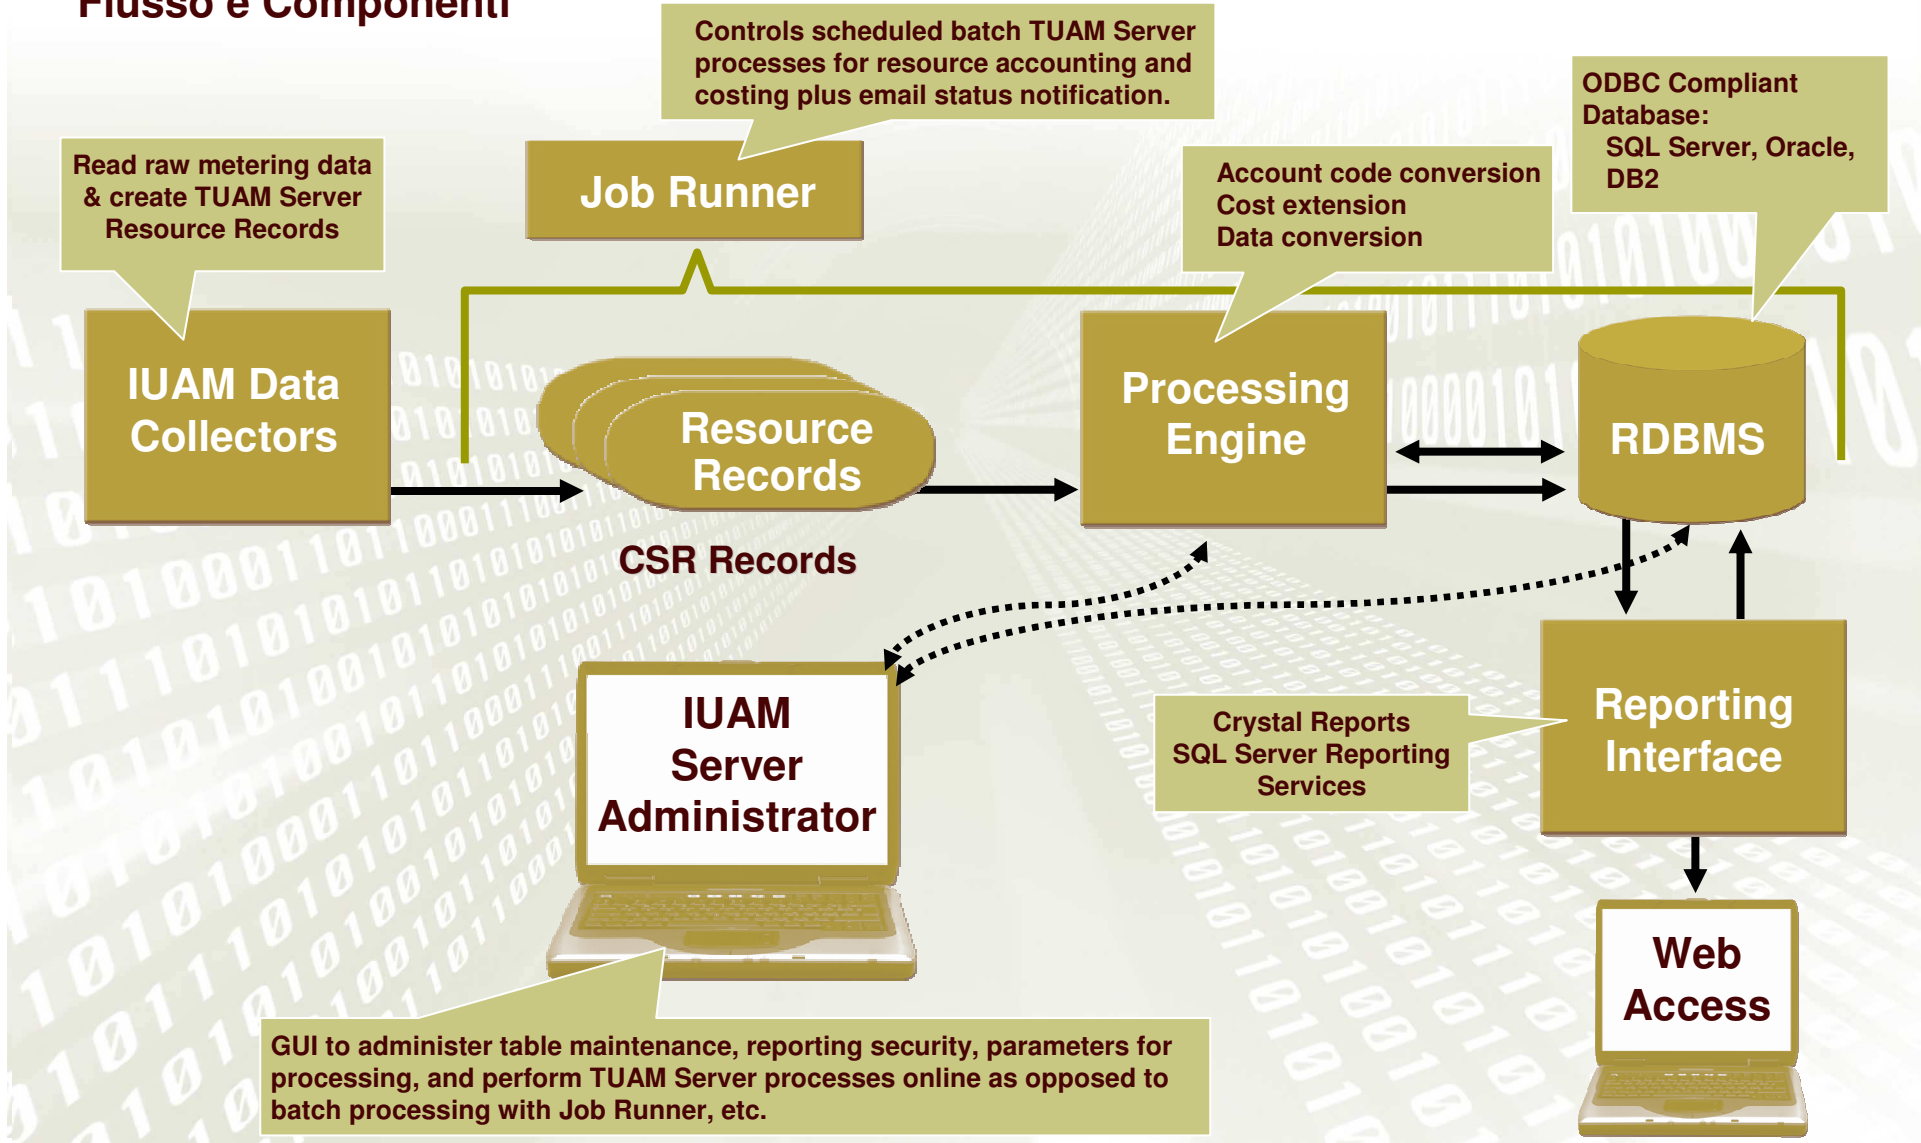 Flusso e Componenti
Controls scheduled batch TUAM Server
processes for resource accounting and
costing plus email status notification.
ODBC Compliant
Database:
SQL Server, Oracle,
DB2
Read raw metering data
& create TUAM Server
Resource Records
Job Runner
Account code conversion
Cost extension
Data conversion
IUAM Data
Collectors
Resource
Records
Processing
Engine
RDBMS
CSR Records
IUAM
Server
Administrator
Crystal Reports
SQL Server Reporting
Services
Reporting
Interface
Web
Access
GUI to administer table maintenance, reporting security, parameters for
processing, and perform TUAM Server processes online as opposed to
batch processing with Job Runner, etc.